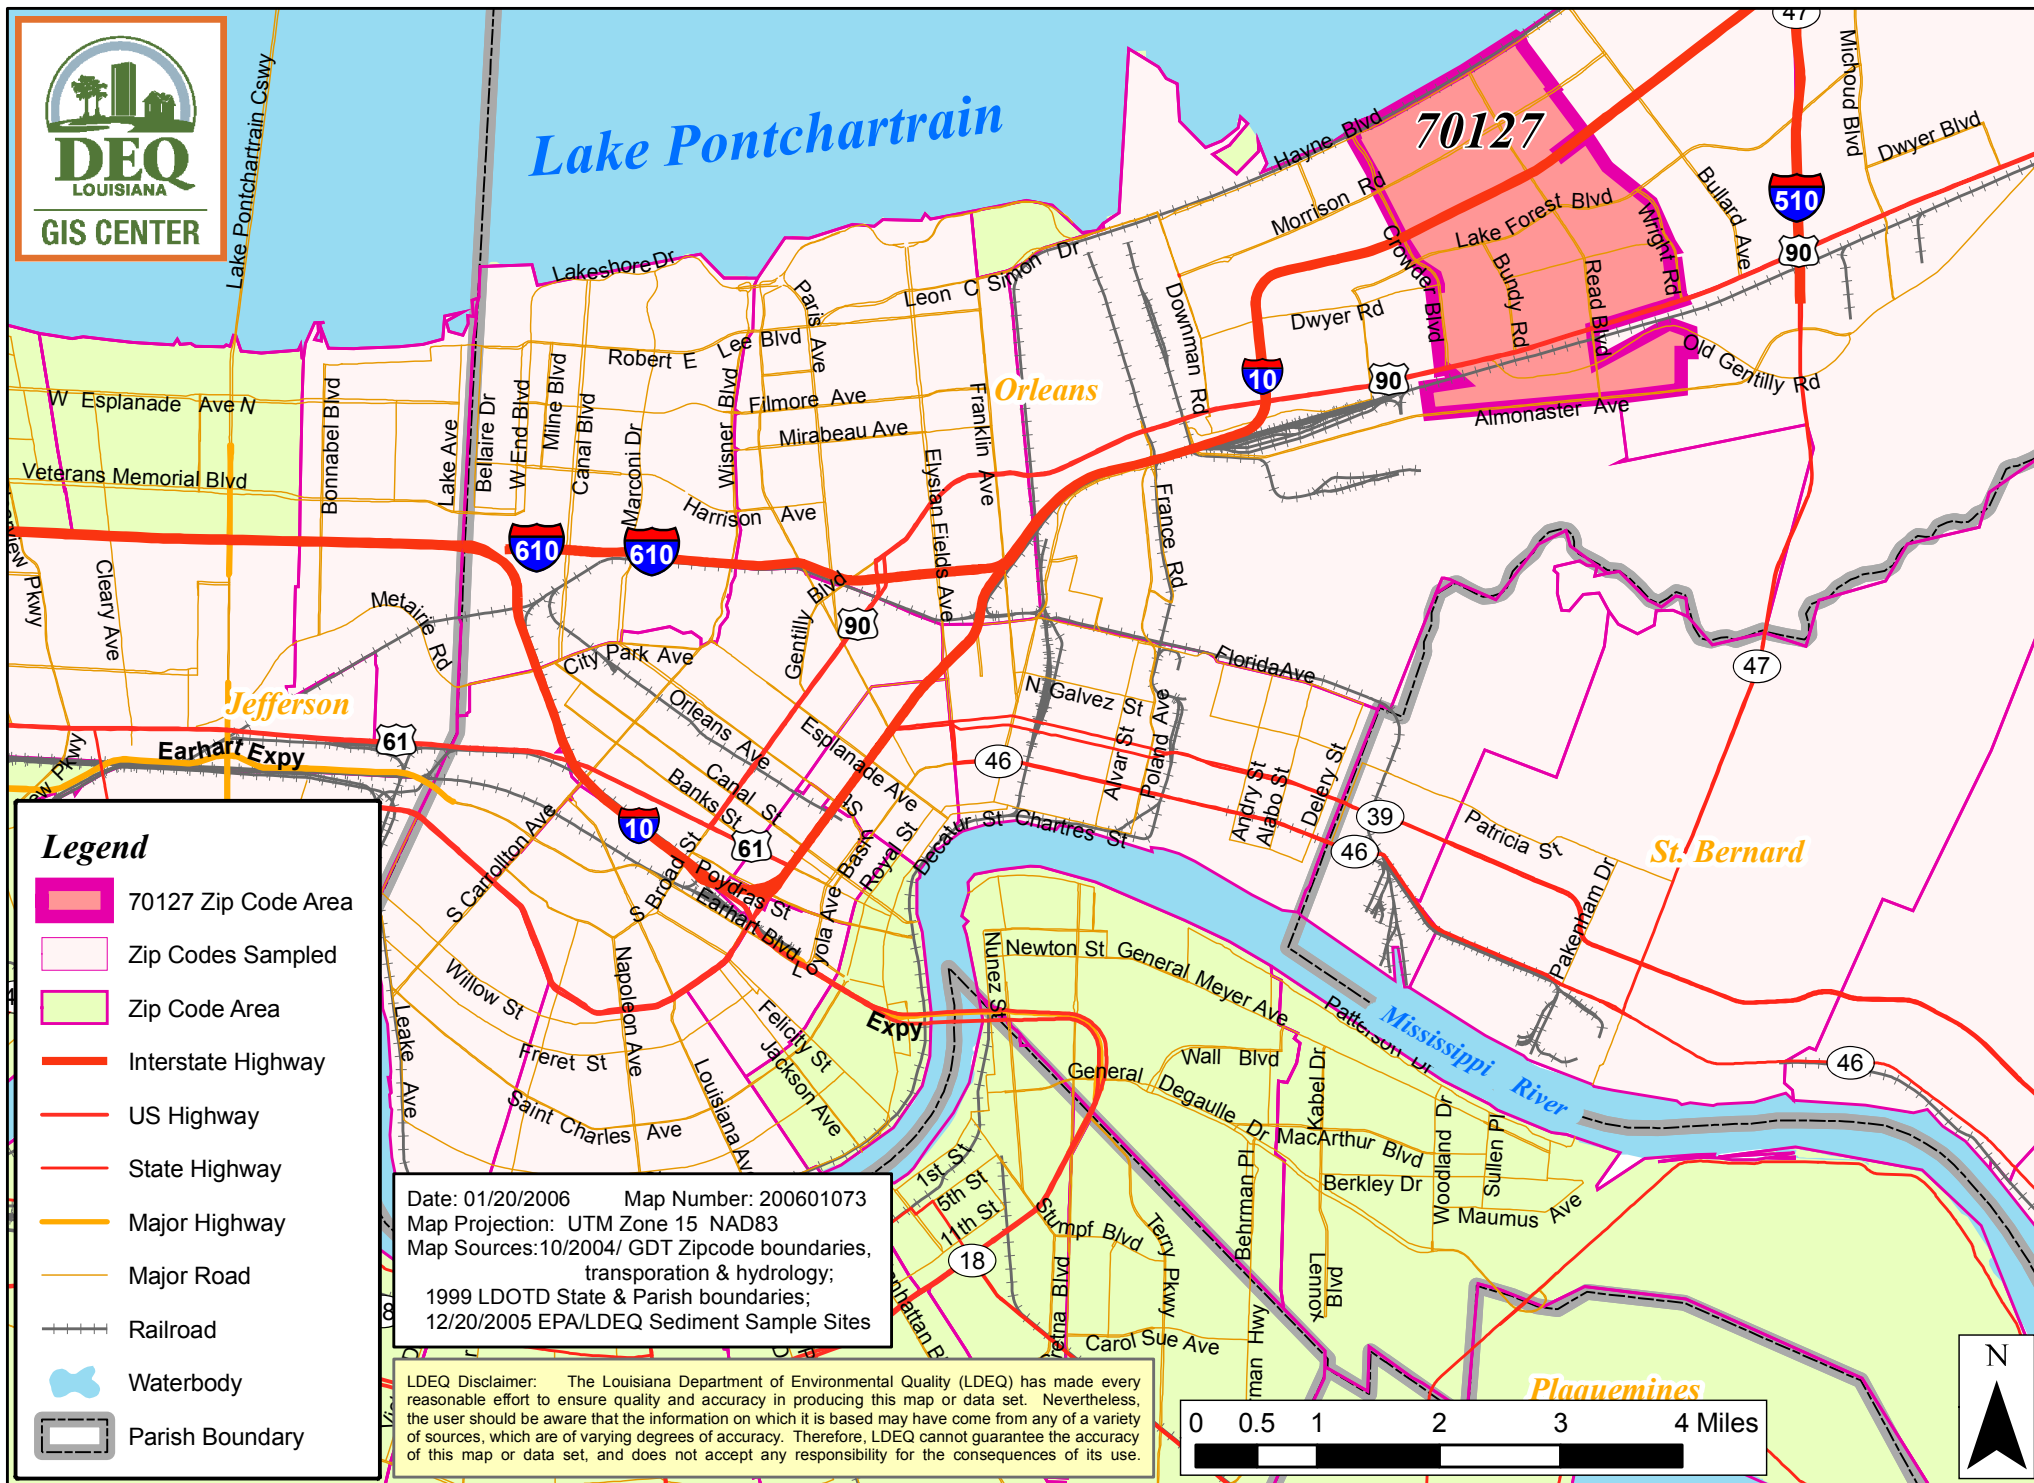 DEQ
LOUISIANA
GIS CENTER
Lake Pontchartrain Cswy
Lake Pontchartrain
70127
47
Michoud Blvd
Dwyer Blvd
510
90
Hayne Blvd
Morrison Rd
Crowder Blvd
Lake Forest Blvd
Bundy Rd
Read Blvd
Wright Rd
Bullard Ave
Old Gentilly Rd
Almonaster Ave
Lakeshore Dr
Paris Ave
Leon C Simon Dr
Dowman Rd
Dwyer Rd
10
90
Robert E Lee Blvd
Orleans
W Esplanade Ave N
Bonnabel Blvd
Lake Ave
Bellaire Dr
W End Blvd
Milne Blvd
Canal Blvd
Marconi Dr
Wisner Blvd
Filmore Ave
Mirabeau Ave
Franklin Ave
Elysian Fields Ave
Veterans Memorial Blvd
Harrison Ave
France Rd
610
610
Cleary Ave
Metairie Rd
Gentilly Blvd
90
City Park Ave
Florida Ave
47
Jefferson
Orleans Ave
Esplanade Ave
N Galvez St
Alvar St
Poland Ave
Earhart Expy
61
46
Banks St
Canal St
Andry St
Alabo St
Delery St
39
46
Patricia St
St. Bernard
Pakenham Dr
10
61
S Carrollton Ave
S Broad St
Poydras St
Earhart Blvd
Loyola Ave
Royal St
Decatur St
Chartres St
Willow St
Napoleon Ave
Freret St
Saint Charles Ave
Louisiana Ave
Felicity St
Jackson Ave
Leake Ave
Expy
Nunez St
Newton St
General Meyer Ave
Patterson Dr
Mississippi River
46
Wall Blvd
General Degaulle Dr
Kabel Dr
MacArthur Blvd
Woodland Dr
Sullen Pl
Berkley Dr
Maumus Ave
Behrman Pl
Lennox Blvd
1st St
5th St
11th St
18
Stumpf Blvd
Terry Pkwy
Carol Sue Ave
Plaquemines
Legend
70127 Zip Code Area
Zip Codes Sampled
Zip Code Area
Interstate Highway
US Highway
State Highway
Major Highway
Major Road
Railroad
Waterbody
Parish Boundary
Date: 01/20/2006 Map Number: 200601073
Map Projection: UTM Zone 15 NAD83
Map Sources:10/2004/ GDT Zipcode boundaries,
transporation & hydrology;
1999 LDOTD State & Parish boundaries;
12/20/2005 EPA/LDEQ Sediment Sample Sites
LDEQ Disclaimer: The Louisiana Department of Environmental Quality (LDEQ) has made every
reasonable effort to ensure quality and accuracy in producing this map or data set. Nevertheless,
the user should be aware that the information on which it is based may have come from any of a variety
of sources, which are of varying degrees of accuracy. Therefore, LDEQ cannot guarantee the accuracy
of this map or data set, and does not accept any responsibility for the consequences of its use.
0 0.5 1 2 3 4 Miles
N